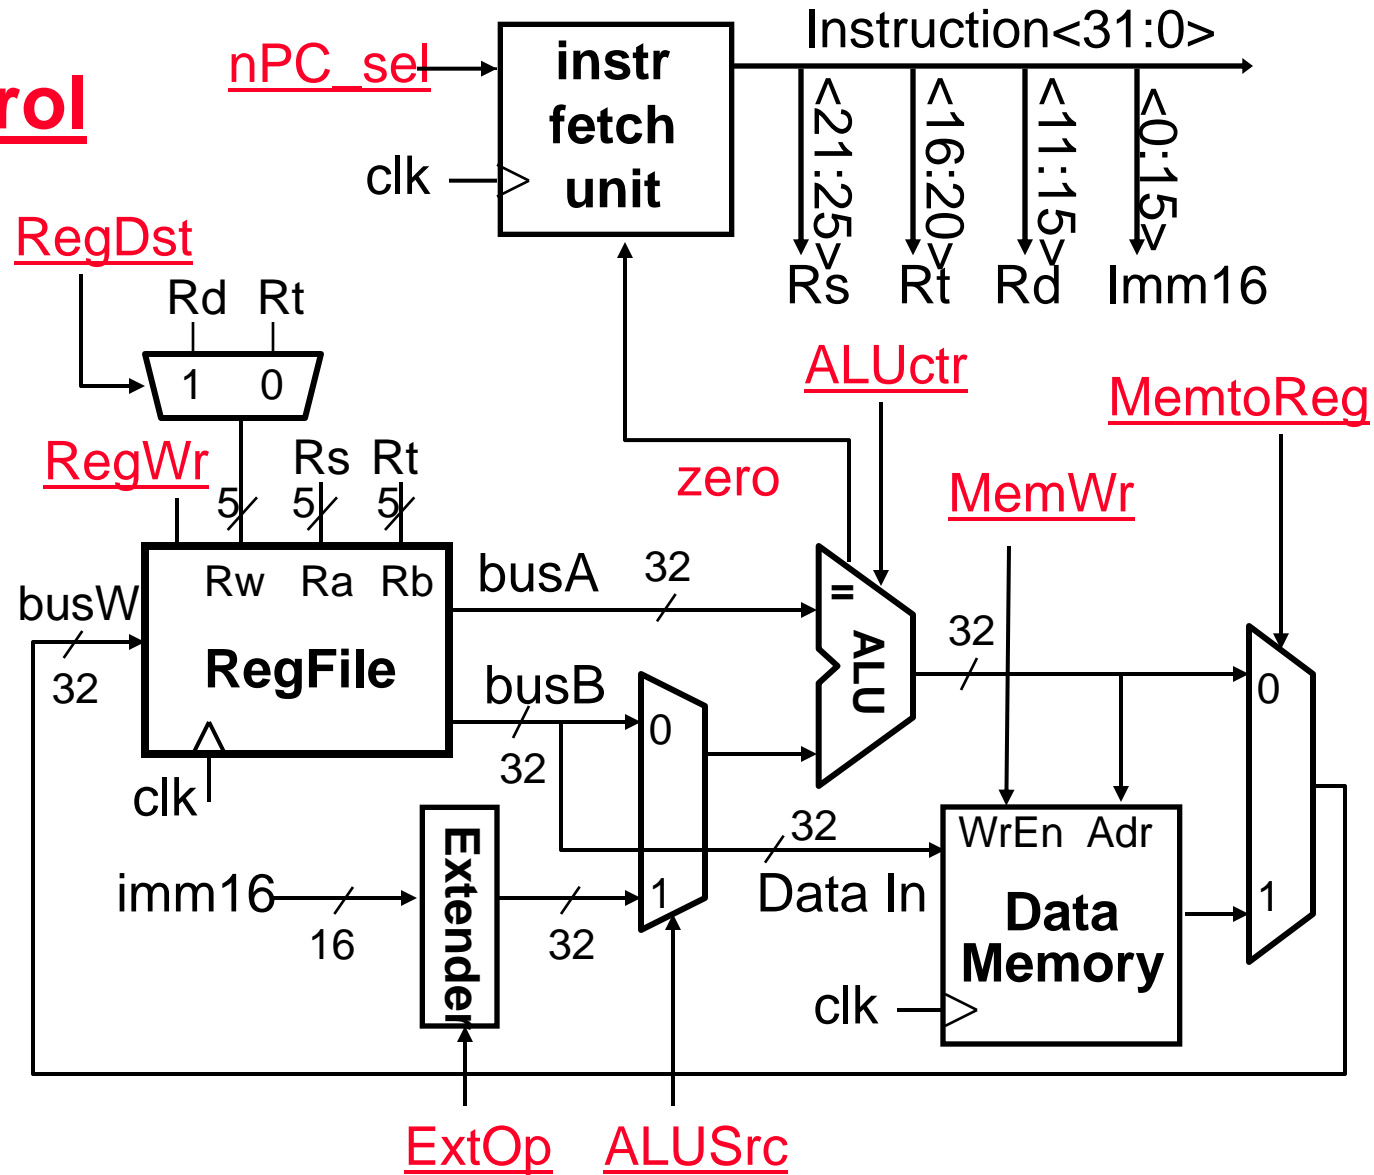 Instruction<31:0>
nPC_sel
instr
fetch
unit
rol
clk
<21:25>
<16:20>
<11:15>
<0:15>
Rs
Rt
Rd
Imm16
RegDst
Rd
Rt
1
0
ALUctr
MemtoReg
RegWr
Rs
Rt
zero
MemWr
5
5
5
Rw
Ra
Rb
busA
32
=
ALU
busW
32
RegFile
busB
32
32
0
0
clk
Extender
32
WrEn
Adr
imm16
16
32
1
Data In
Data
Memory
1
clk
ExtOp
ALUSrc